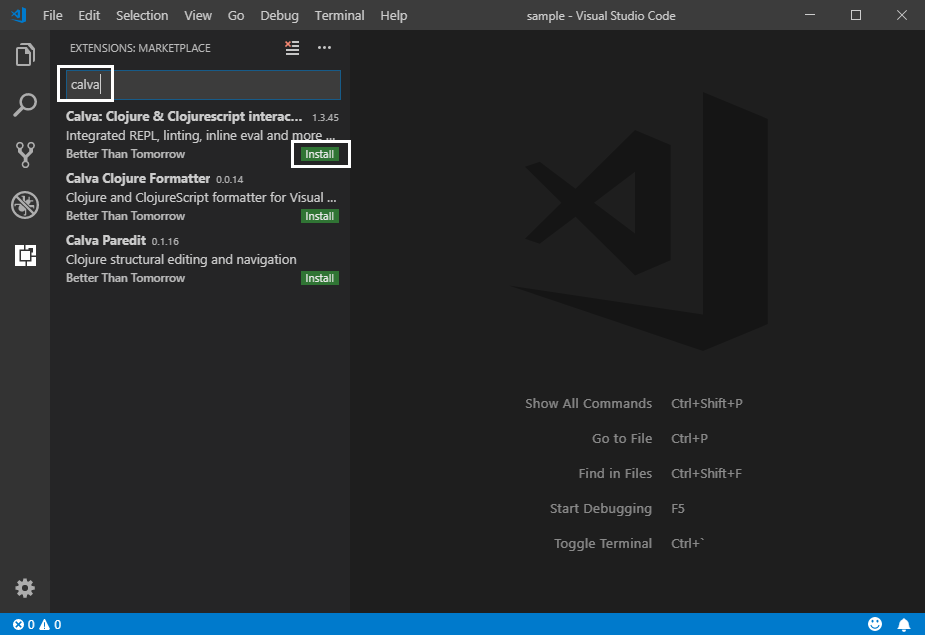 File Edit Selection View Go Debug Terminal Help sample - Visual Studio Code
EXTENSIONS: MARKETPLACE
calva
Calva: Clojure & Clojurescript interac... 1.3.45
Integrated REPL, linting, inline eval and more ...
Better Than Tomorrow Install
Calva Clojure Formatter 0.0.14
Clojure and ClojureScript formatter for Visual ...
Better Than Tomorrow Install
Calva Paredit 0.1.16
Clojure structural editing and navigation
Better Than Tomorrow Install
Show All Commands Ctrl+Shift+P
Go to File Ctrl+P
Find in Files Ctrl+Shift+F
Start Debugging F5
Toggle Terminal Ctrl+`
0 0